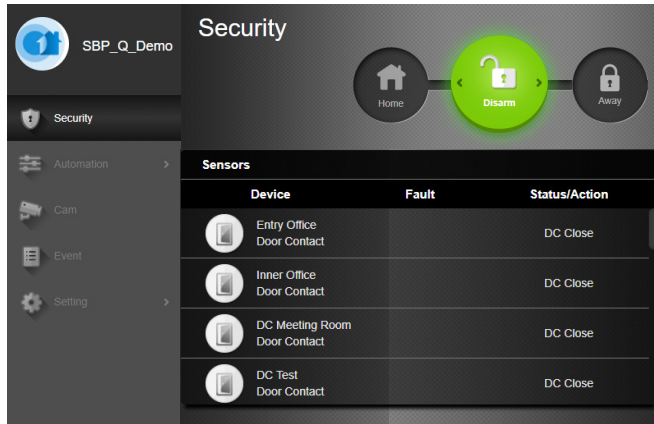 SBP_Q_Demo
Security
Automation
Cam
Event
Setting
Security
Home
Disarm
Away
Sensors
Device Fault Status/Action
Entry Office
Door Contact
DC Close
Inner Office
Door Contact
DC Close
DC Meeting Room
Door Contact
DC Close
DC Test
Door Contact
DC Close